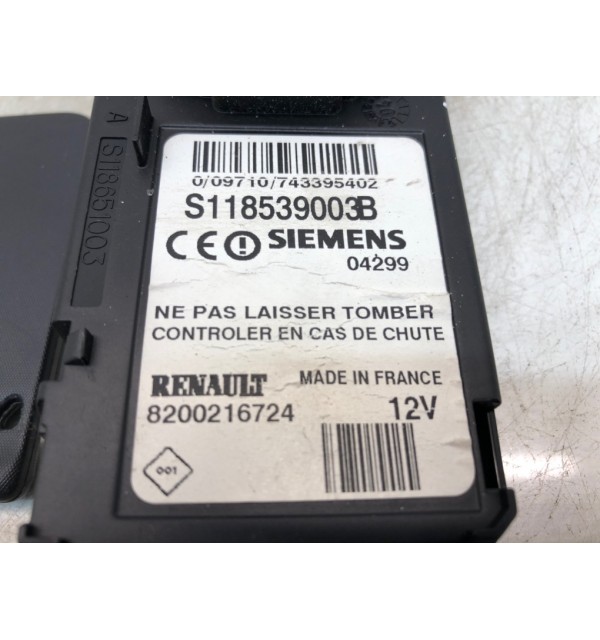 A S118651003
0/09710/743395402
S118539003B
CE SIEMENS
04299
NE PAS LAISSER TOMBER
CONTROLER EN CAS DE CHUTE
RENAULT MADE IN FRANCE
8200216724 12V
001